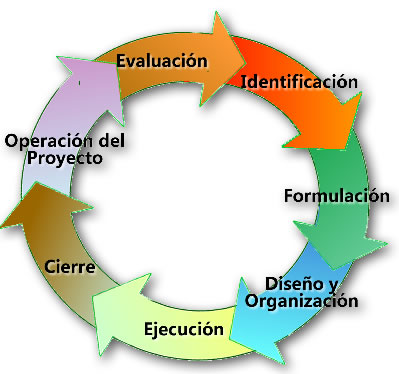 Evaluación
Identificación
Formulación
Diseño y
Organización
Ejecución
Cierre
Operación del
Proyecto